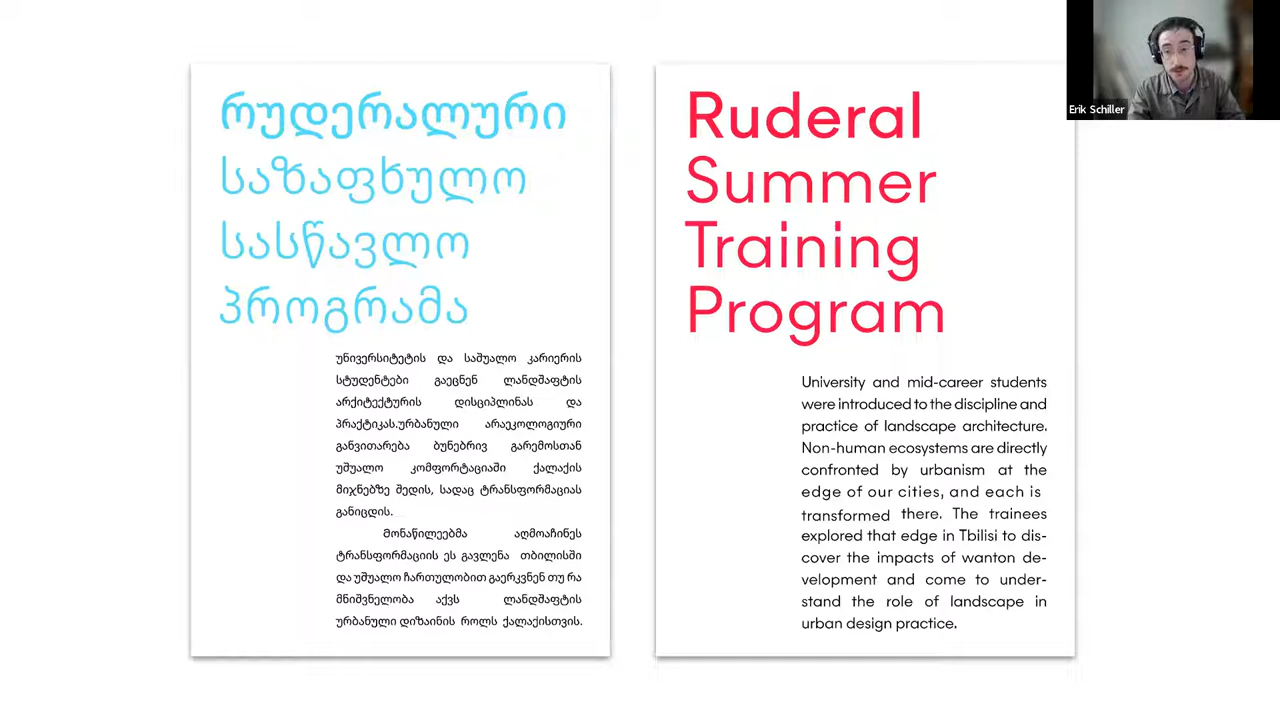 რუდერალური
საზაფხულო
სასწავლო
პროგრამა
უნივერსიტეტის და საშუალო კარიერის
სტუდენტები გაეცნენ ლანდშაფტის
არქიტექტურის დისციპლინას და
პრაქტიკას.ურბანული არაეკოლოგიური
განვითარება ბუნებრივ გარემოსთან
უშუალო კომფორტაციაში ქალაქის
მიჯნებზე შედის, სადაც ტრანსფორმაციას
განიცდის.
მონაწილეებმა აღმოაჩინეს
ტრანსფორმაციის ეს გავლენა თბილისში
და უშუალო ჩართულობით გაერკვნენ თუ რა
მნიშვნელობა აქვს ლანდშაფტის
ურბანული დიზაინის როლს ქალაქისთვის.
Ruderal
Summer
Training
Program
University and mid-career students
were introduced to the discipline and
practice of landscape architecture.
Non-human ecosystems are directly
confronted by urbanism at the
edge of our cities, and each is
transformed there. The trainees
explored that edge in Tbilisi to dis-
cover the impacts of wanton de-
velopment and come to under-
stand the role of landscape in
urban design practice.
Erik Schiller